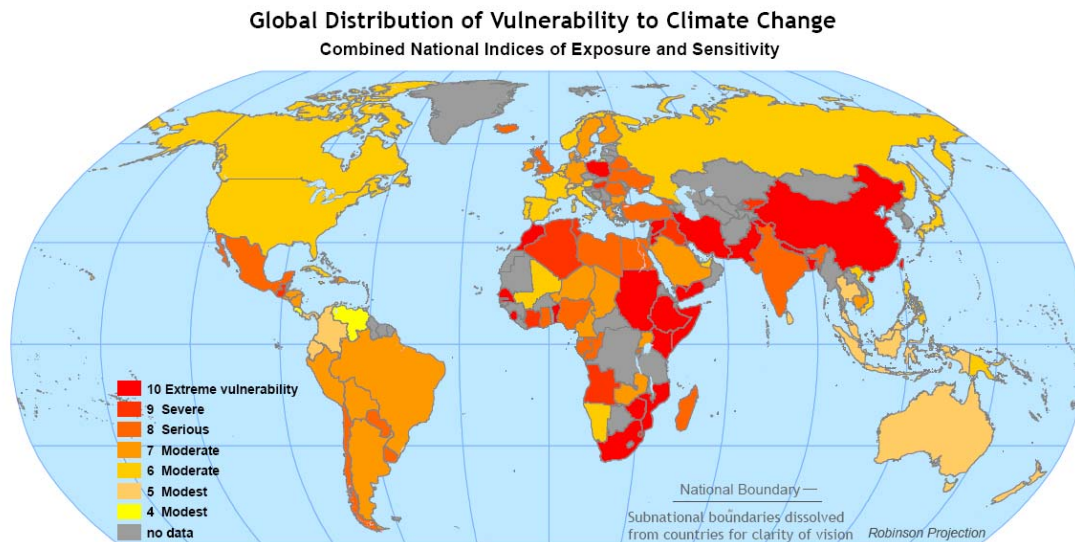 Global Distribution of Vulnerability to Climate Change
Combined National Indices of Exposure and Sensitivity
10 Extreme vulnerability
9 Severe
8 Serious
7 Moderate
6 Moderate
5 Modest
4 Modest
no data
National Boundary —
Subnational boundaries dissolved
from countries for clarity of vision
Robinson Projection